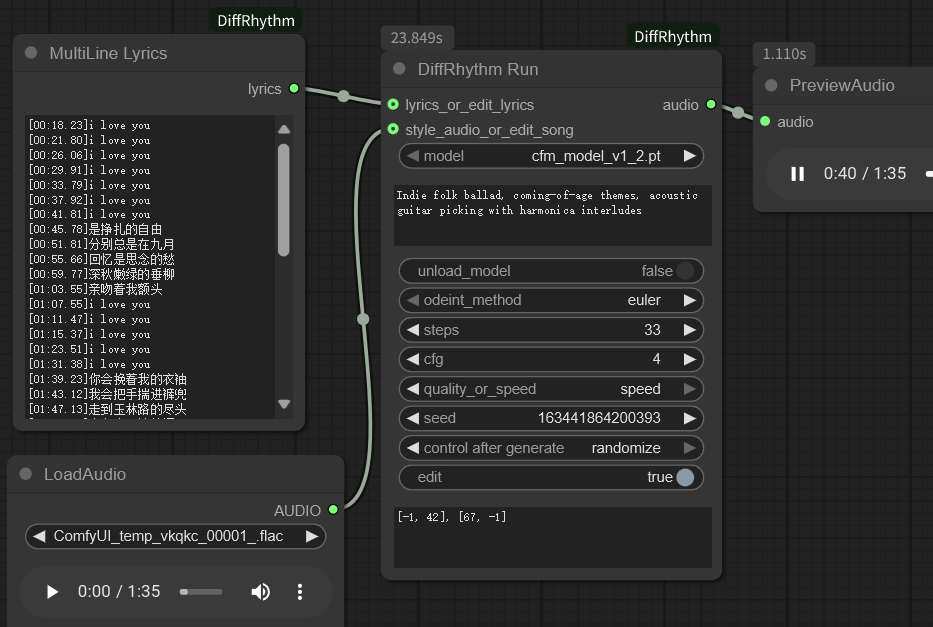 DiffRhythm
MultiLine Lyrics
lyrics
[00:18.23]i love you
[00:21.80]i love you
[00:26.06]i love you
[00:29.91]i love you
[00:33.79]i love you
[00:37.92]i love you
[00:41.81]i love you
[00:45.78]是挣扎的自由
[00:51.81]分别总是在九月
[00:55.66]回忆是思念的愁
[00:59.77]深秋嫩绿的垂柳
[01:03.55]亲吻着我额头
[01:07.55]i love you
[01:11.47]i love you
[01:15.37]i love you
[01:23.51]i love you
[01:31.38]i love you
[01:39.23]你会挽着我的衣袖
[01:43.12]我会把手揣进裤兜
[01:47.13]走到玉林路的尽头
LoadAudio
AUDIO
ComfyUI_temp_vkqkc_00001_.flac
0:00 / 1:35
23.849s
DiffRhythm
DiffRhythm Run
lyrics_or_edit_lyrics
audio
style_audio_or_edit_song
model cfm_model_v1_2.pt
Indie folk ballad, coming-of-age themes, acoustic
guitar picking with harmonica interludes
unload_model false
odeint_method euler
steps 33
cfg 4
quality_or_speed speed
seed 163441864200393
control after generate randomize
edit true
[-1, 42], [67, -1]
1.110s
PreviewAudio
audio
0:40 / 1:35